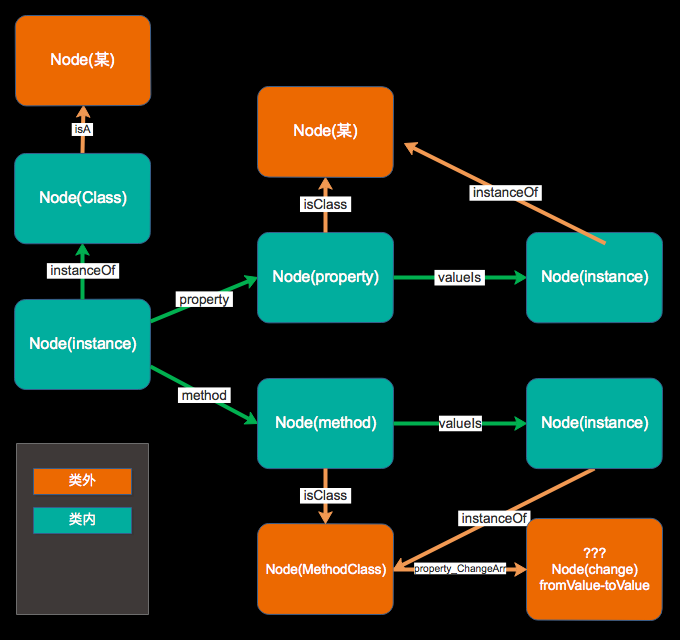 Node(某)
isA
Node(Class)
instanceOf
Node(instance)
property
method
Node(某)
isClass
instanceOf
Node(property)
valueIs
Node(instance)
Node(method)
valueIs
Node(instance)
isClass
instanceOf
Node(MethodClass)
property_ChangeArr
???
Node(change)
fromValue-toValue
类外
类内